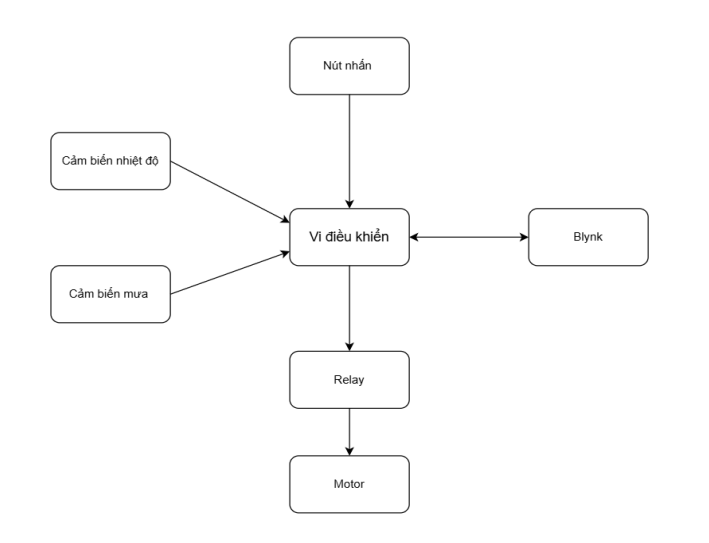 Nút nhấn
Cảm biến nhiệt độ
Vi điều khiển
Blynk
Cảm biến mưa
Relay
Motor